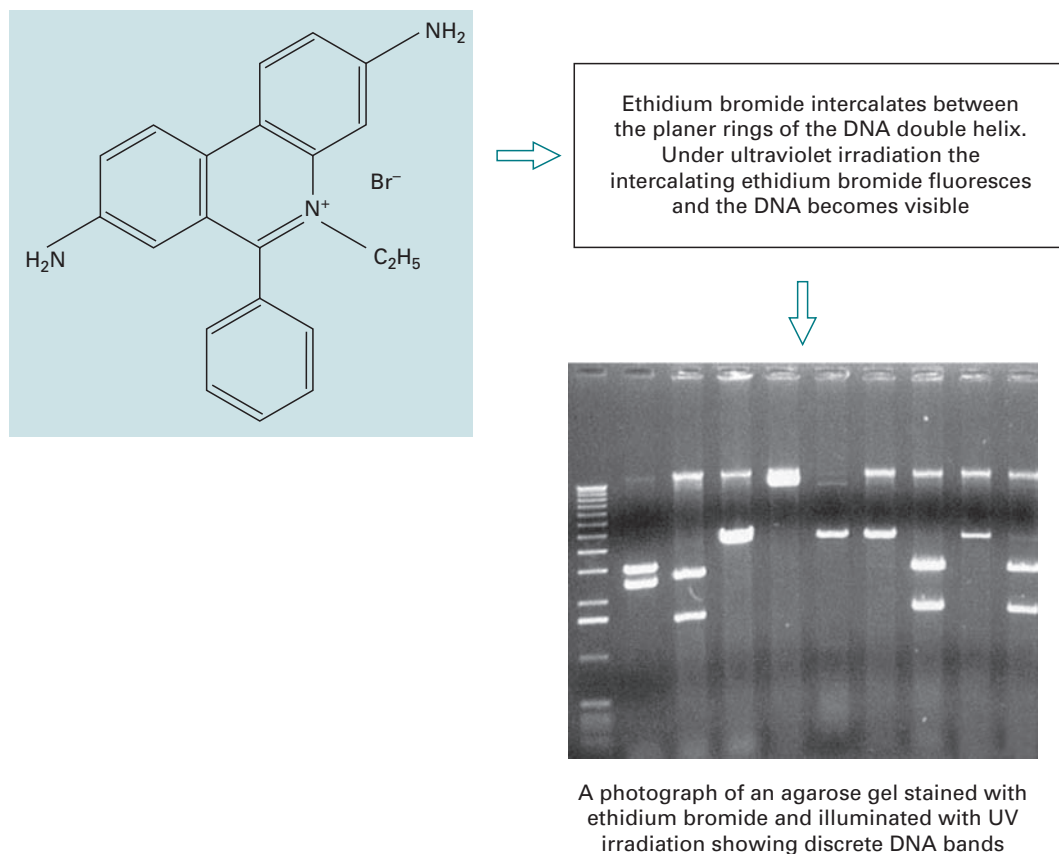 NH₂
Br⁻
N⁺
H₂N
C₂H₅
Ethidium bromide intercalates between
the planer rings of the DNA double helix.
Under ultraviolet irradiation the
intercalating ethidium bromide fluoresces
and the DNA becomes visible
A photograph of an agarose gel stained with
ethidium bromide and illuminated with UV
irradiation showing discrete DNA bands